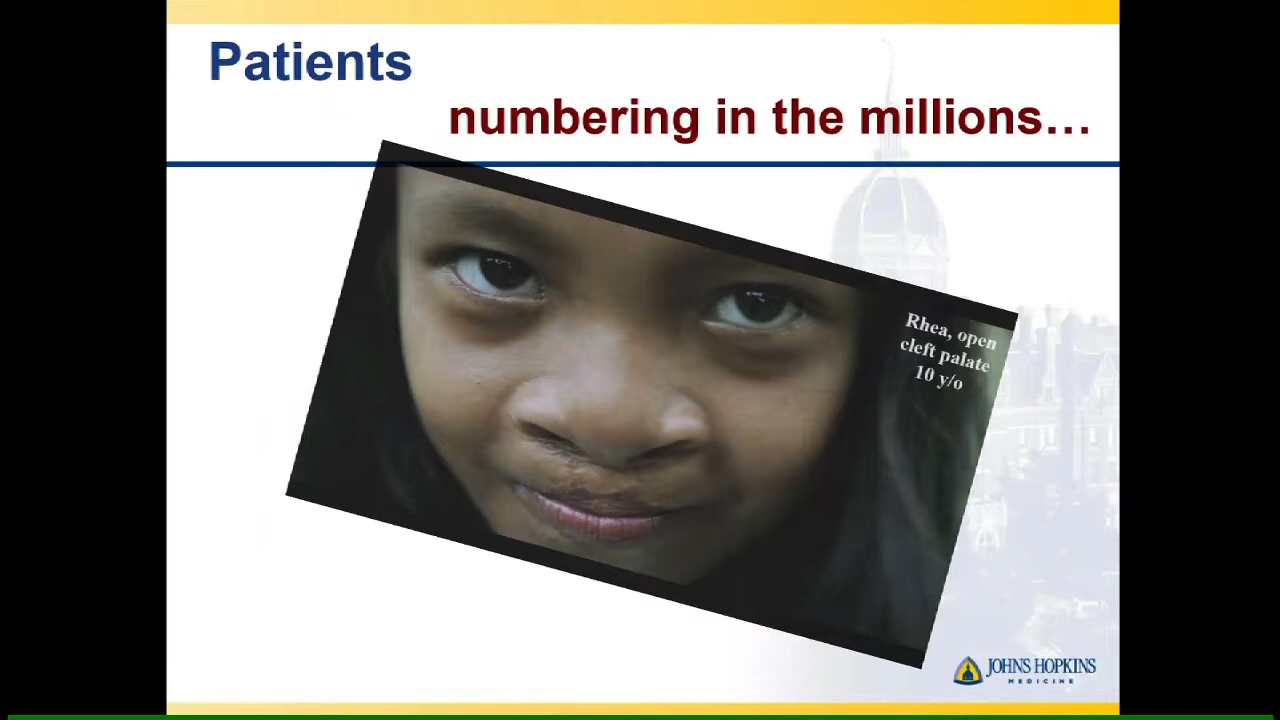 Patients
numbering in the millions…
Rhea, open
cleft palate
10 y/o
JOHNS HOPKINS
MEDICINE